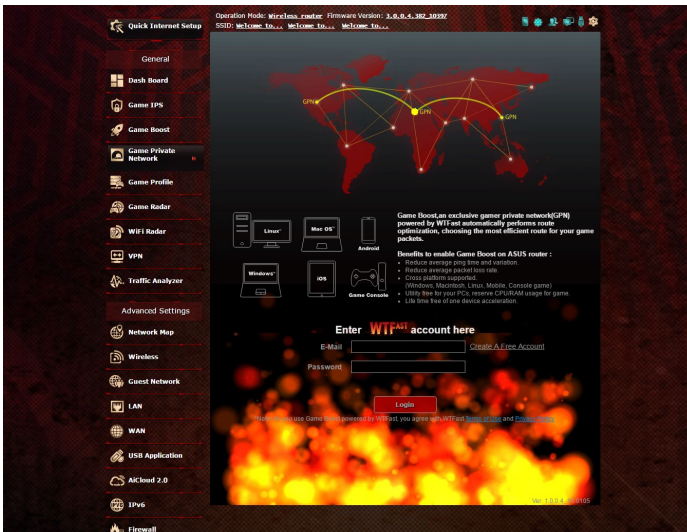 Operation Mode: Wireless router Firmware Version: 3.0.0.4.382_10397
SSID: Welcome to... Welcome to... Welcome to...
Quick Internet Setup
General
Dash Board
Game IPS
Game Boost
Game Private
Network
Game Profile
Game Radar
WiFi Radar
VPN
Traffic Analyzer
Advanced Settings
Network Map
Wireless
Guest Network
LAN
WAN
USB Application
AiCloud 2.0
IPv6
Firewall
GPN
GPN
GPN
Linux
Mac OS
Android
Windows
iOS
Game Console
Game Boost,an exclusive gamer private network(GPN)
powered by WTFast automatically performs route
optimization, choosing the most efficient route for your game
packets.
Benefits to enable Game Boost on ASUS router :
Reduce average ping time and variation.
Reduce average packet loss rate.
Cross platform supported.
(Windows, Macintosh, Linux, Mobile, Console game)
Utility free for your PCs, reserve CPU/RAM usage for game.
Life time free of one device acceleration.
Enter WTFAST account here
E-Mail
Create A Free Account
Password
Login
use Game Boost powered by WTFast, you agree with WTFast Terms of Use and Privacy